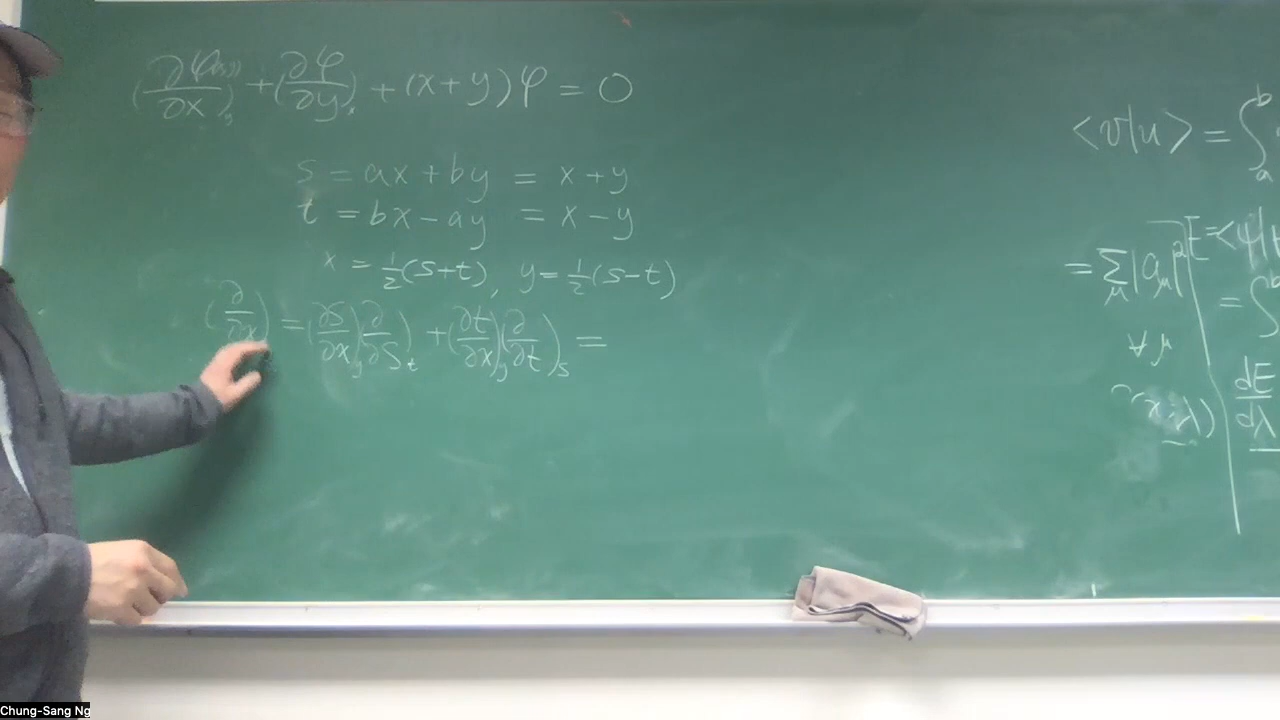 (∂φ(x,y)/∂x)_y + (∂φ/∂y)_x + (x+y)φ = 0
s = ax+by = x+y
t = bx-ay = x-y
x = ½(s+t), y = ½(s-t)
(∂/∂x) = (∂s/∂x)_y(∂/∂s)_t + (∂t/∂x)_y(∂/∂t)_s =
<v|u> = ∫_a^b
= Σ_μ |a_μ|²
∀ μ
(x,λ)
E = <φ|H
= ∫^b
dE/dλ
Chung-Sang Ng